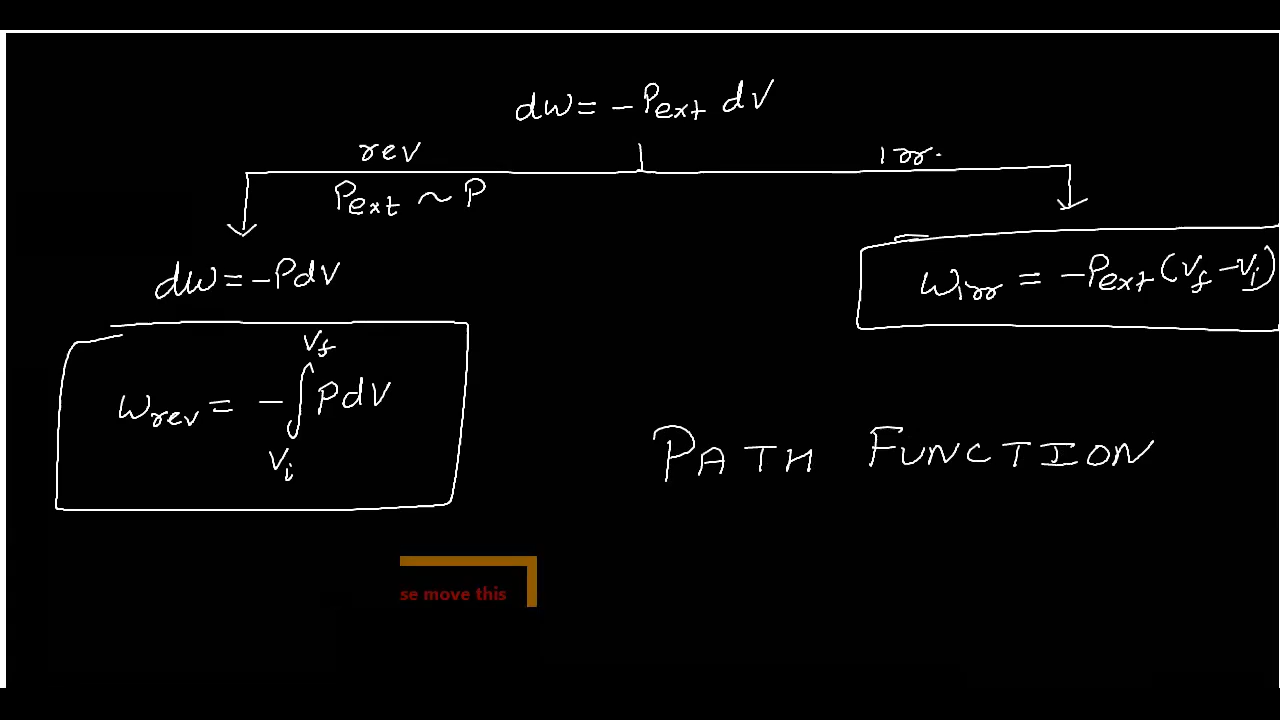 dw = -Pext dV
rev
irr.
Pext ~ P
dw = -PdV
wirr = -Pext (Vf - Vi)
wrev = - ∫ PdV
Vf
Vi
PATH FUNCTION
se move this